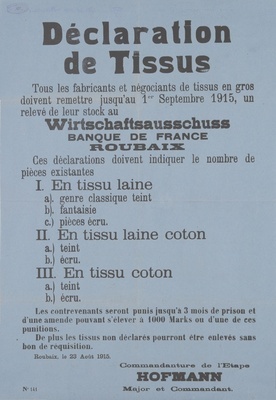 Déclaration
de Tissus
Tous les fabricants et négociants de tissus en gros
doivent remettre jusqu'au 1er Septembre 1915, un
relevé de leur stock au
Wirtschaftsausschuss
BANQUE DE FRANCE
ROUBAIX
Ces déclarations doivent indiquer le nombre de
pièces existantes
I. En tissu laine
a). genre classique teint
b). fantaisie
c.) pièces écru.
II. En tissu laine coton
a.) teint
b.) écru.
III. En tissu coton
a.) teint
b.) écru.
Les contrevenants seront punis jusqu'à 3 mois de prison et
d'une amende pouvant s'élever à 1000 Marks ou d'une de ces
punitions.
De plus les tissus non déclarés pourront être enlevés sans
bon de réquisition.
Roubaix, le 23 Août 1915.
Commandanture de l'Etape
HOFMANN
Major et Commandant.